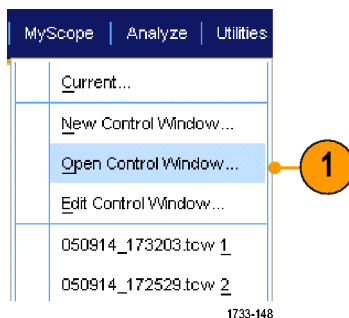 MyScope | Analyze | Utilities
Current...
New Control Window...
Open Control Window...
1
Edit Control Window...
050914_173203.tcw 1
050914_172529.tcw 2
1733-148